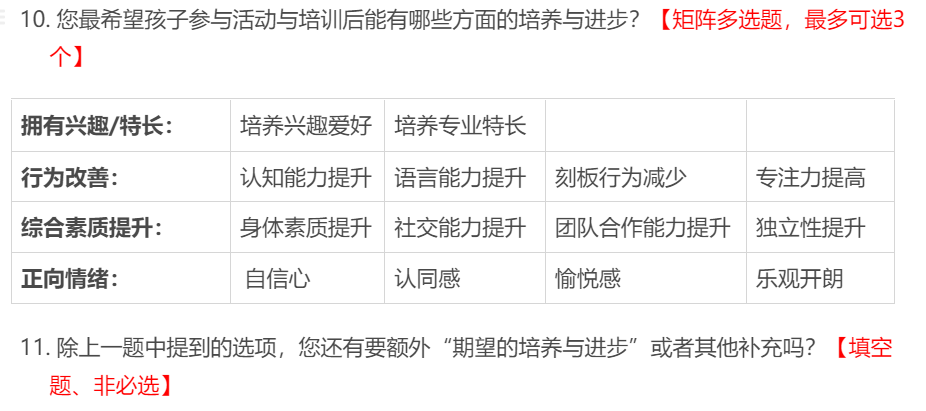 10. 您最希望孩子参与活动与培训后能有哪些方面的培养与进步？【矩阵多选题，最多可选3
个】
拥有兴趣/特长： 培养兴趣爱好 培养专业特长
行为改善： 认知能力提升 语言能力提升 刻板行为减少 专注力提高
综合素质提升： 身体素质提升 社交能力提升 团队合作能力提升 独立性提升
正向情绪： 自信心 认同感 愉悦感 乐观开朗
11. 除上一题中提到的选项，您还有要额外“期望的培养与进步”或者其他补充吗？【填空
题、非必选】